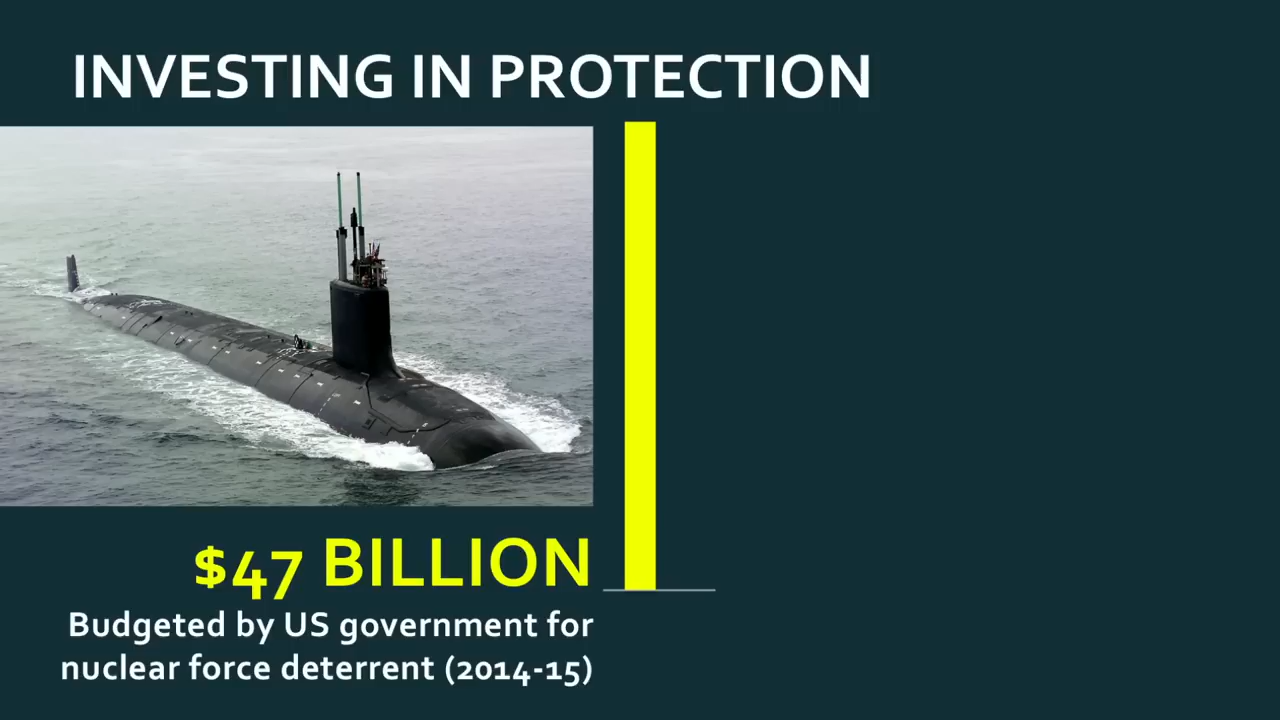 INVESTING IN PROTECTION
$47 BILLION
Budgeted by US government for
nuclear force deterrent (2014-15)